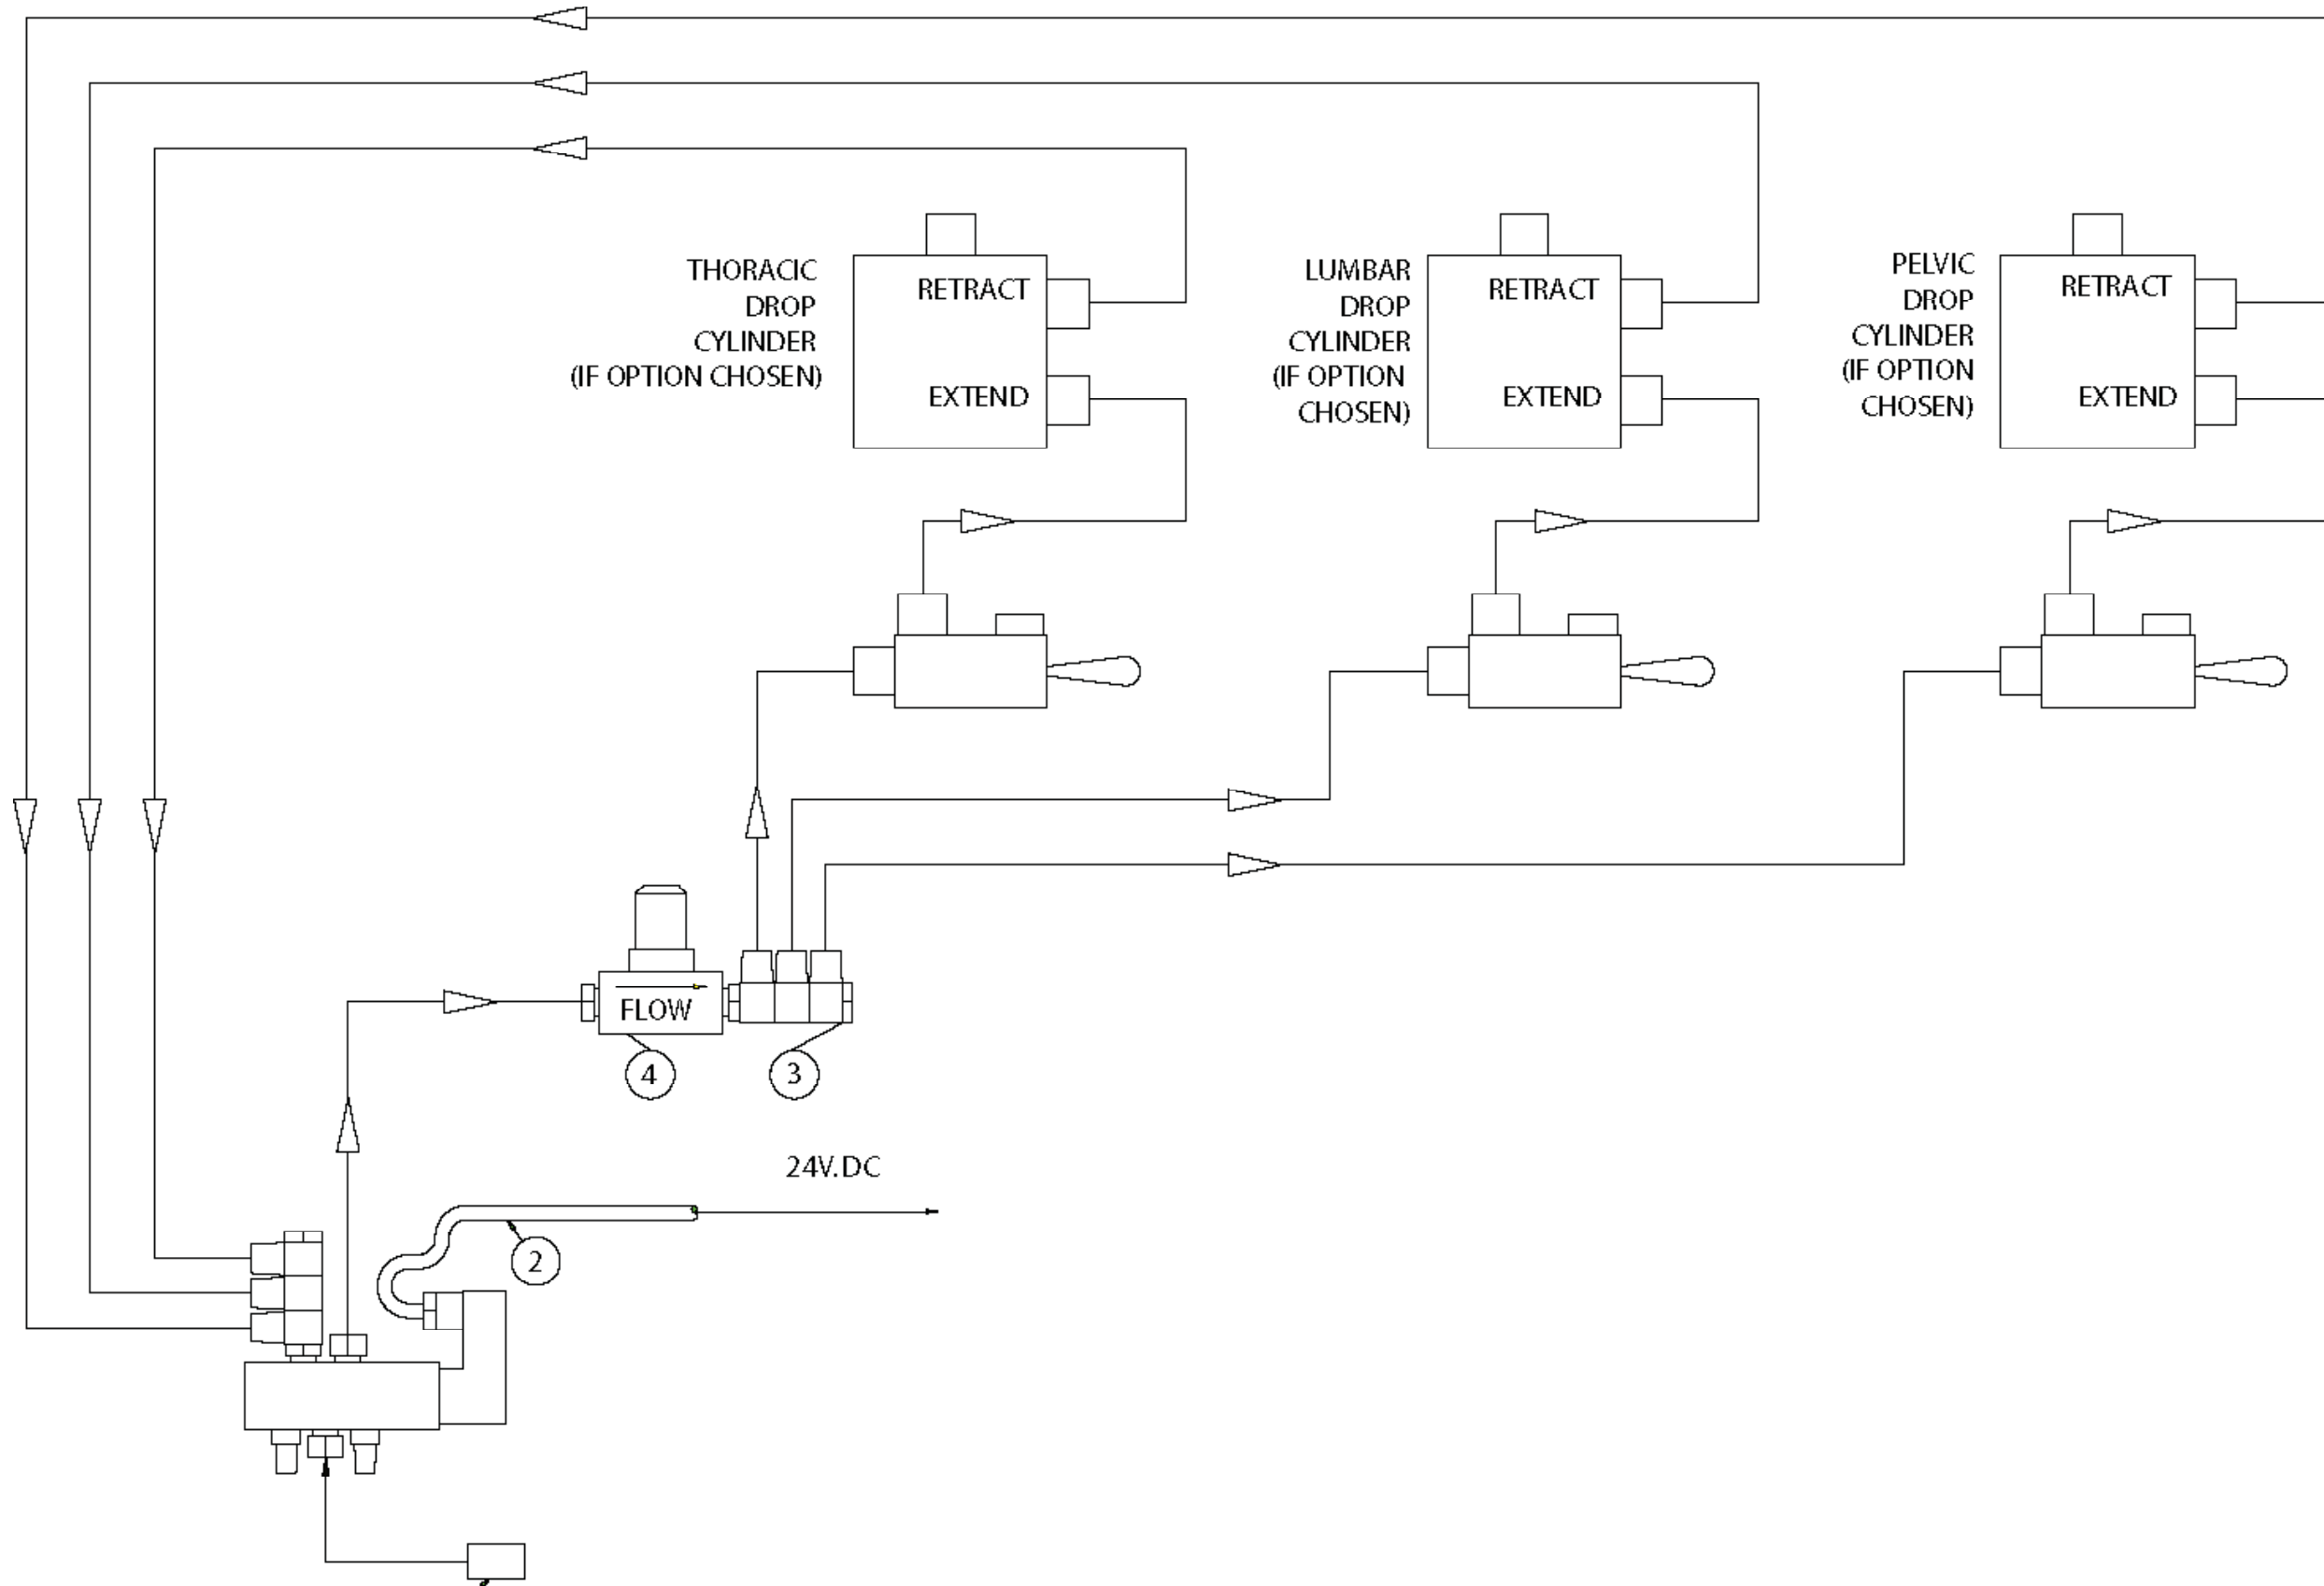 THORACIC
DROP
CYLINDER
(IF OPTION CHOSEN)
RETRACT
EXTEND
LUMBAR
DROP
CYLINDER
(IF OPTION
CHOSEN)
RETRACT
EXTEND
PELVIC
DROP
CYLINDER
(IF OPTION
CHOSEN)
RETRACT
EXTEND
FLOW
4
3
24V.DC
2